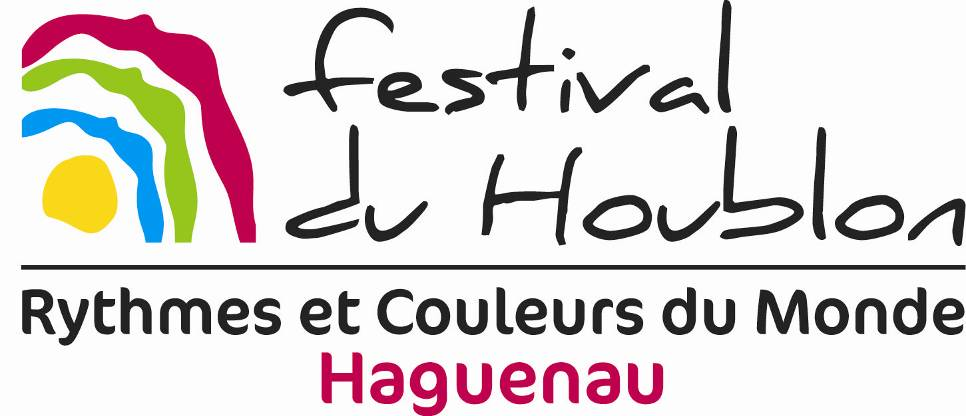 festival
du Houblon
Rythmes et Couleurs du Monde
Haguenau